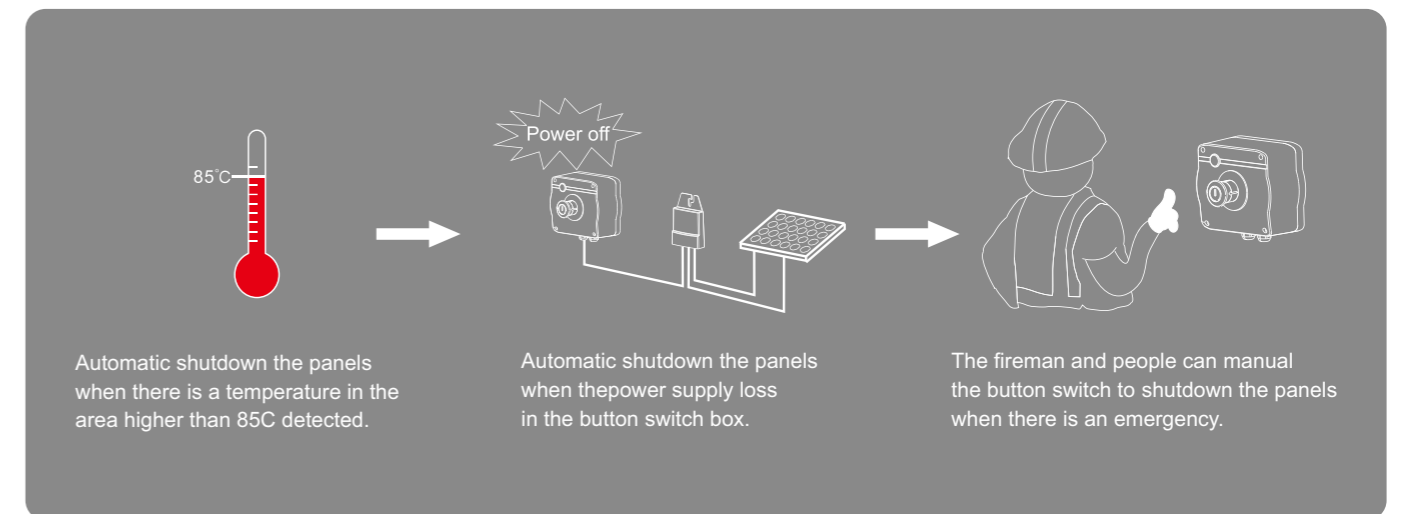 85°C
Automatic shutdown the panels
when there is a temperature in the
area higher than 85C detected.
Power off
Automatic shutdown the panels
when thepower supply loss
in the button switch box.
The fireman and people can manual
the button switch to shutdown the panels
when there is an emergency.